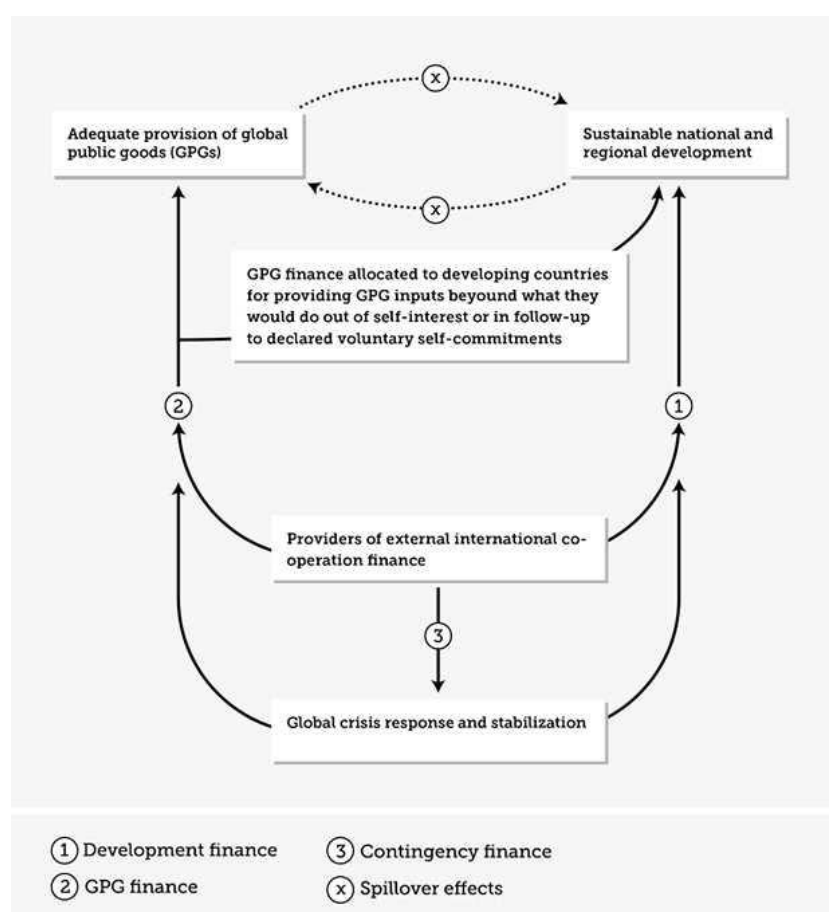 x
Adequate provision of global
public goods (GPGs)
Sustainable national and
regional development
x
GPG finance allocated to developing countries
for providing GPG inputs beyound what they
would do out of self-interest or in follow-up
to declared voluntary self-commitments
2
1
Providers of external international co-
operation finance
3
Global crisis response and stabilization
1 Development finance
3 Contingency finance
2 GPG finance
x Spillover effects